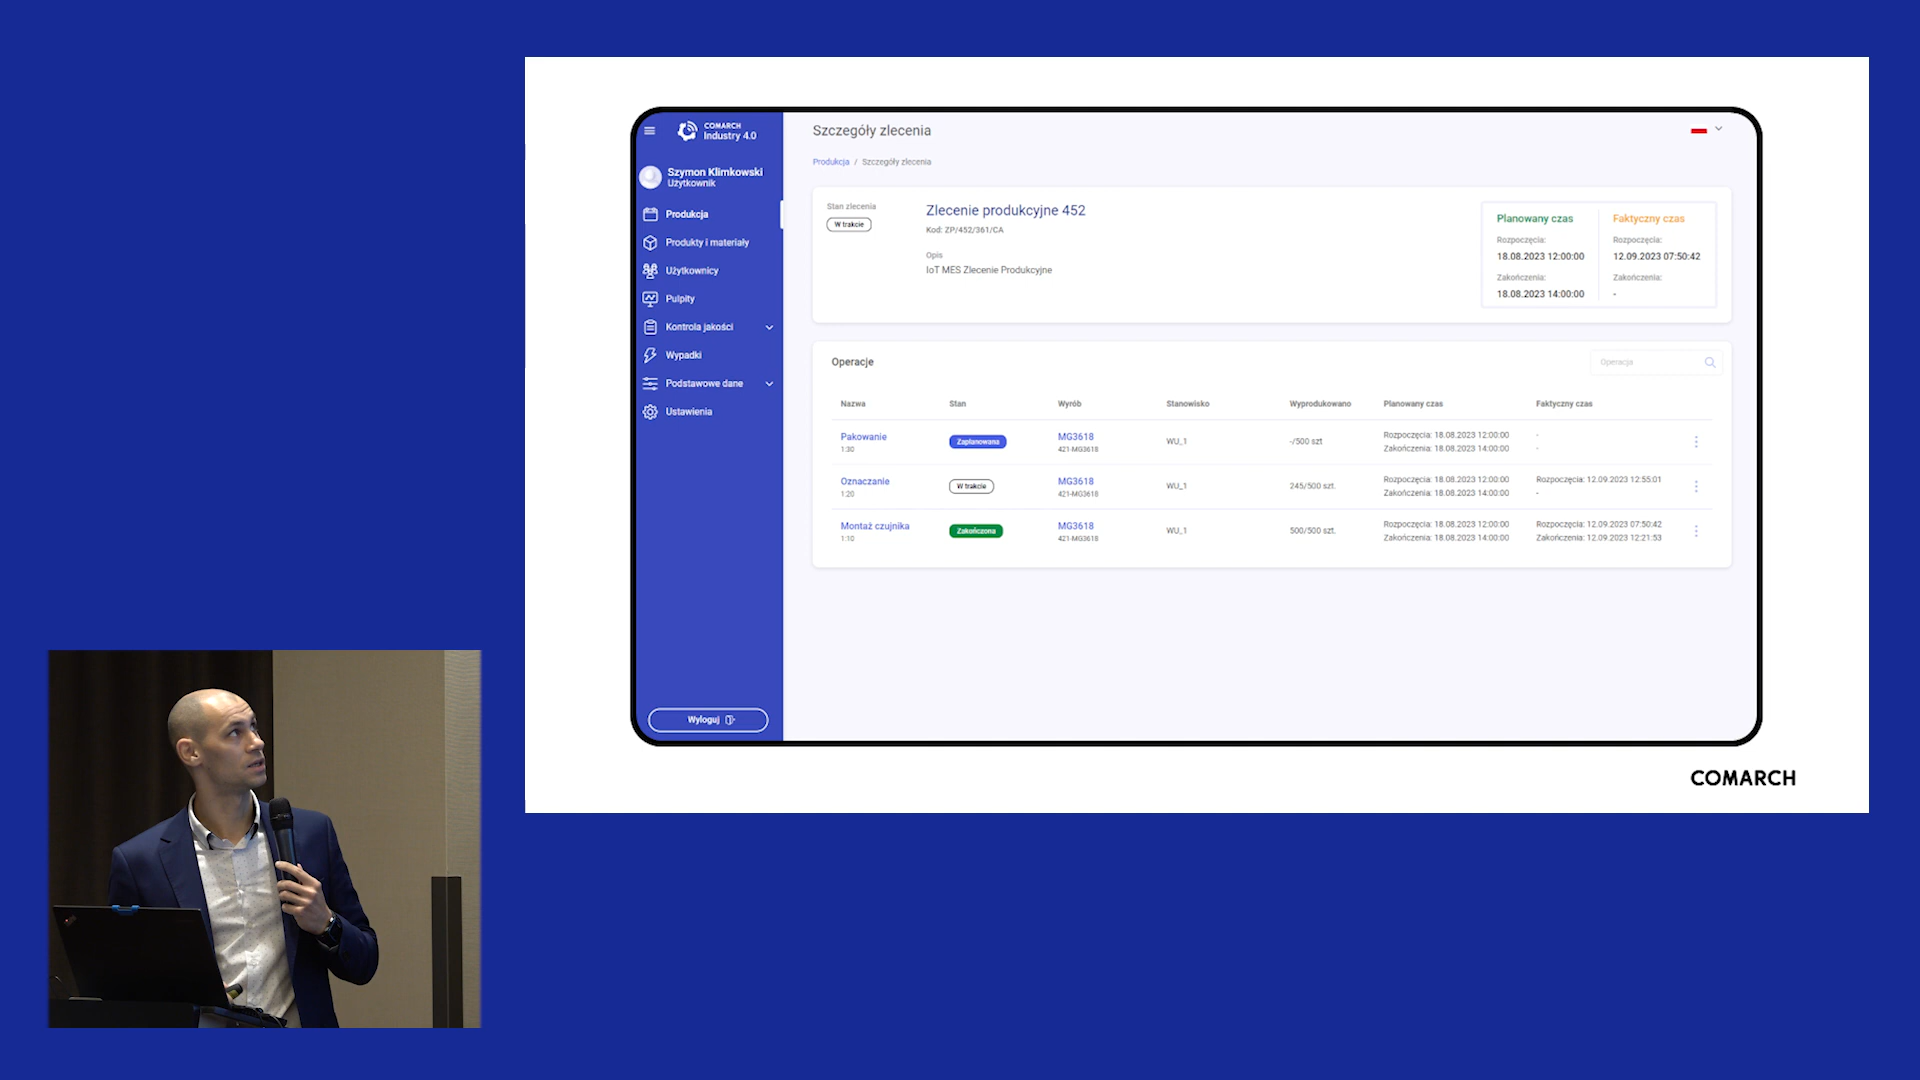 COMARCH
Industry 4.0
Szymon Klimkowski
Użytkownik
Produkcja
Produkty i materiały
Użytkownicy
Pulpity
Kontrola jakości
Wypadki
Podstawowe dane
Ustawienia
Wyloguj
Szczegóły zlecenia
Produkcja / Szczegóły zlecenia
Stan zlecenia
W trakcie
Zlecenie produkcyjne 452
Kod: ZP/452/361/CA
Opis
IoT MES Zlecenie Produkcyjne
Planowany czas
Rozpoczęcia:
18.08.2023 12:00:00
Zakończenia:
18.08.2023 14:00:00
Faktyczny czas
Rozpoczęcia:
12.09.2023 07:50:42
Zakończenia:
-
Operacje
Operacja
Nazwa Stan Wyrób Stanowisko Wyprodukowano Planowany czas Faktyczny czas
Pakowanie Zaplanowana MG3618 WU_1 -/500 szt Rozpoczęcia: 18.08.2023 12:00:00 -
1:30 421-MG3618 Zakończenia: 18.08.2023 14:00:00 -
Oznaczanie W trakcie MG3618 WU_1 245/500 szt. Rozpoczęcia: 18.08.2023 12:00:00 Rozpoczęcia: 12.09.2023 12:55:01
1:20 421-MG3618 Zakończenia: 18.08.2023 14:00:00 -
Montaż czujnika Zakończona MG3618 WU_1 500/500 szt. Rozpoczęcia: 18.08.2023 12:00:00 Rozpoczęcia: 12.09.2023 07:50:42
1:10 421-MG3618 Zakończenia: 18.08.2023 14:00:00 Zakończenia: 12.09.2023 12:21:53
COMARCH